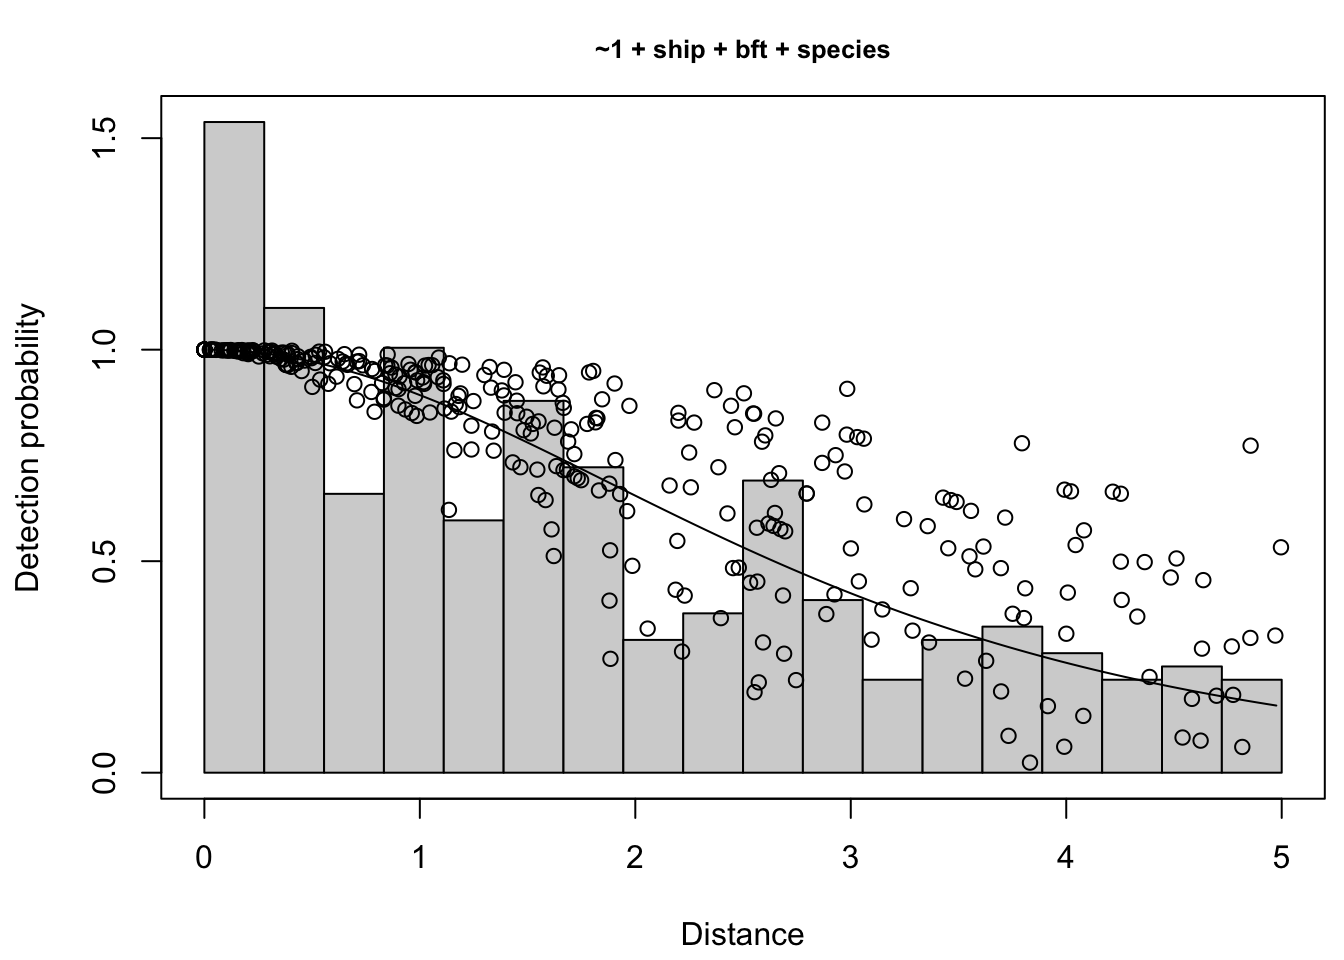 ~1 + ship + bft + species
Detection probability
1.5
1.0
0.5
0.0
0 1 2 3 4 5
Distance